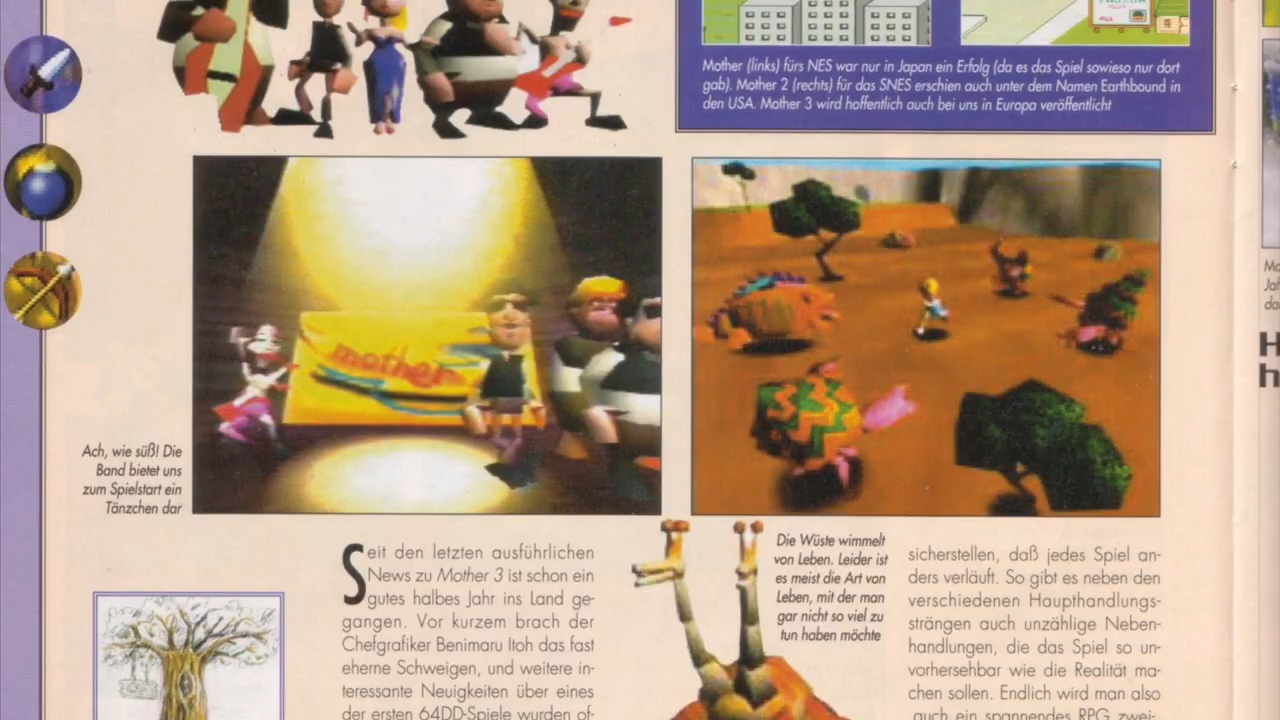 Mother (links) fürs NES war nur in Japan ein Erfolg (da es das Spiel sowieso nur dort
gab). Mother 2 (rechts) für das SNES erschien auch unter dem Namen Earthbound in
den USA. Mother 3 wird hoffentlich auch bei uns in Europa veröffentlicht
mother
Ach, wie süß! Die
Band bietet uns
zum Spielstart ein
Tänzchen dar
Seit den letzten ausführlichen
News zu Mother 3 ist schon ein
gutes halbes Jahr ins Land ge-
gangen. Vor kurzem brach der
Chefgrafiker Benimaru Itoh das fast
eherne Schweigen, und weitere in-
teressante Neuigkeiten über eines
der ersten 64DD-Spiele wurden of-
Die Wüste wimmelt
von Leben. Leider ist
es meist die Art von
Leben, mit der man
gar nicht so viel zu
tun haben möchte
sicherstellen, daß jedes Spiel an-
ders verläuft. So gibt es neben den
verschiedenen Haupthandlungs-
strängen auch unzählige Neben-
handlungen, die das Spiel so un-
vorhersehbar wie die Realität ma-
chen sollen. Endlich wird man also
auch ein spannendes RPG zwei-